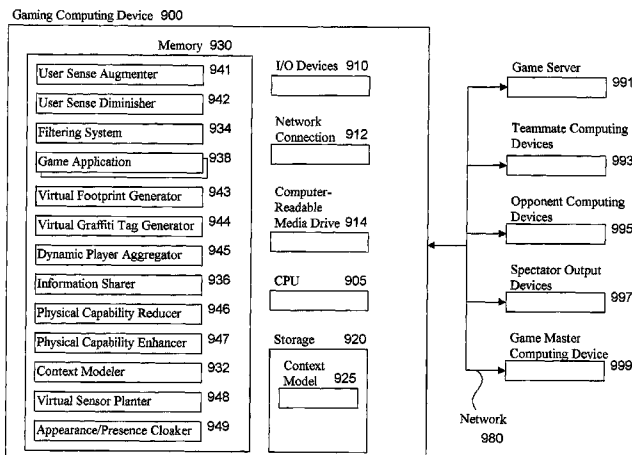 Gaming Computing Device 900
Memory 930
User Sense Augmenter 941
User Sense Diminisher 942
Filtering System 934
Game Application 938
Virtual Footprint Generator 943
Virtual Graffiti Tag Generator 944
Dynamic Player Aggregator 945
Information Sharer 936
Physical Capability Reducer 946
Physical Capability Enhancer 947
Context Modeler 932
Virtual Sensor Planter 948
Appearance/Presence Cloaker 949
I/O Devices 910
Network
Connection 912
Computer-
Readable
Media Drive 914
CPU 905
Storage 920
Context
Model 925
Game Server
991
Teammate Computing
Devices
993
Opponent Computing
Devices
995
Spectator Output
Devices
997
Game Master
Computing Device
999
Network
980